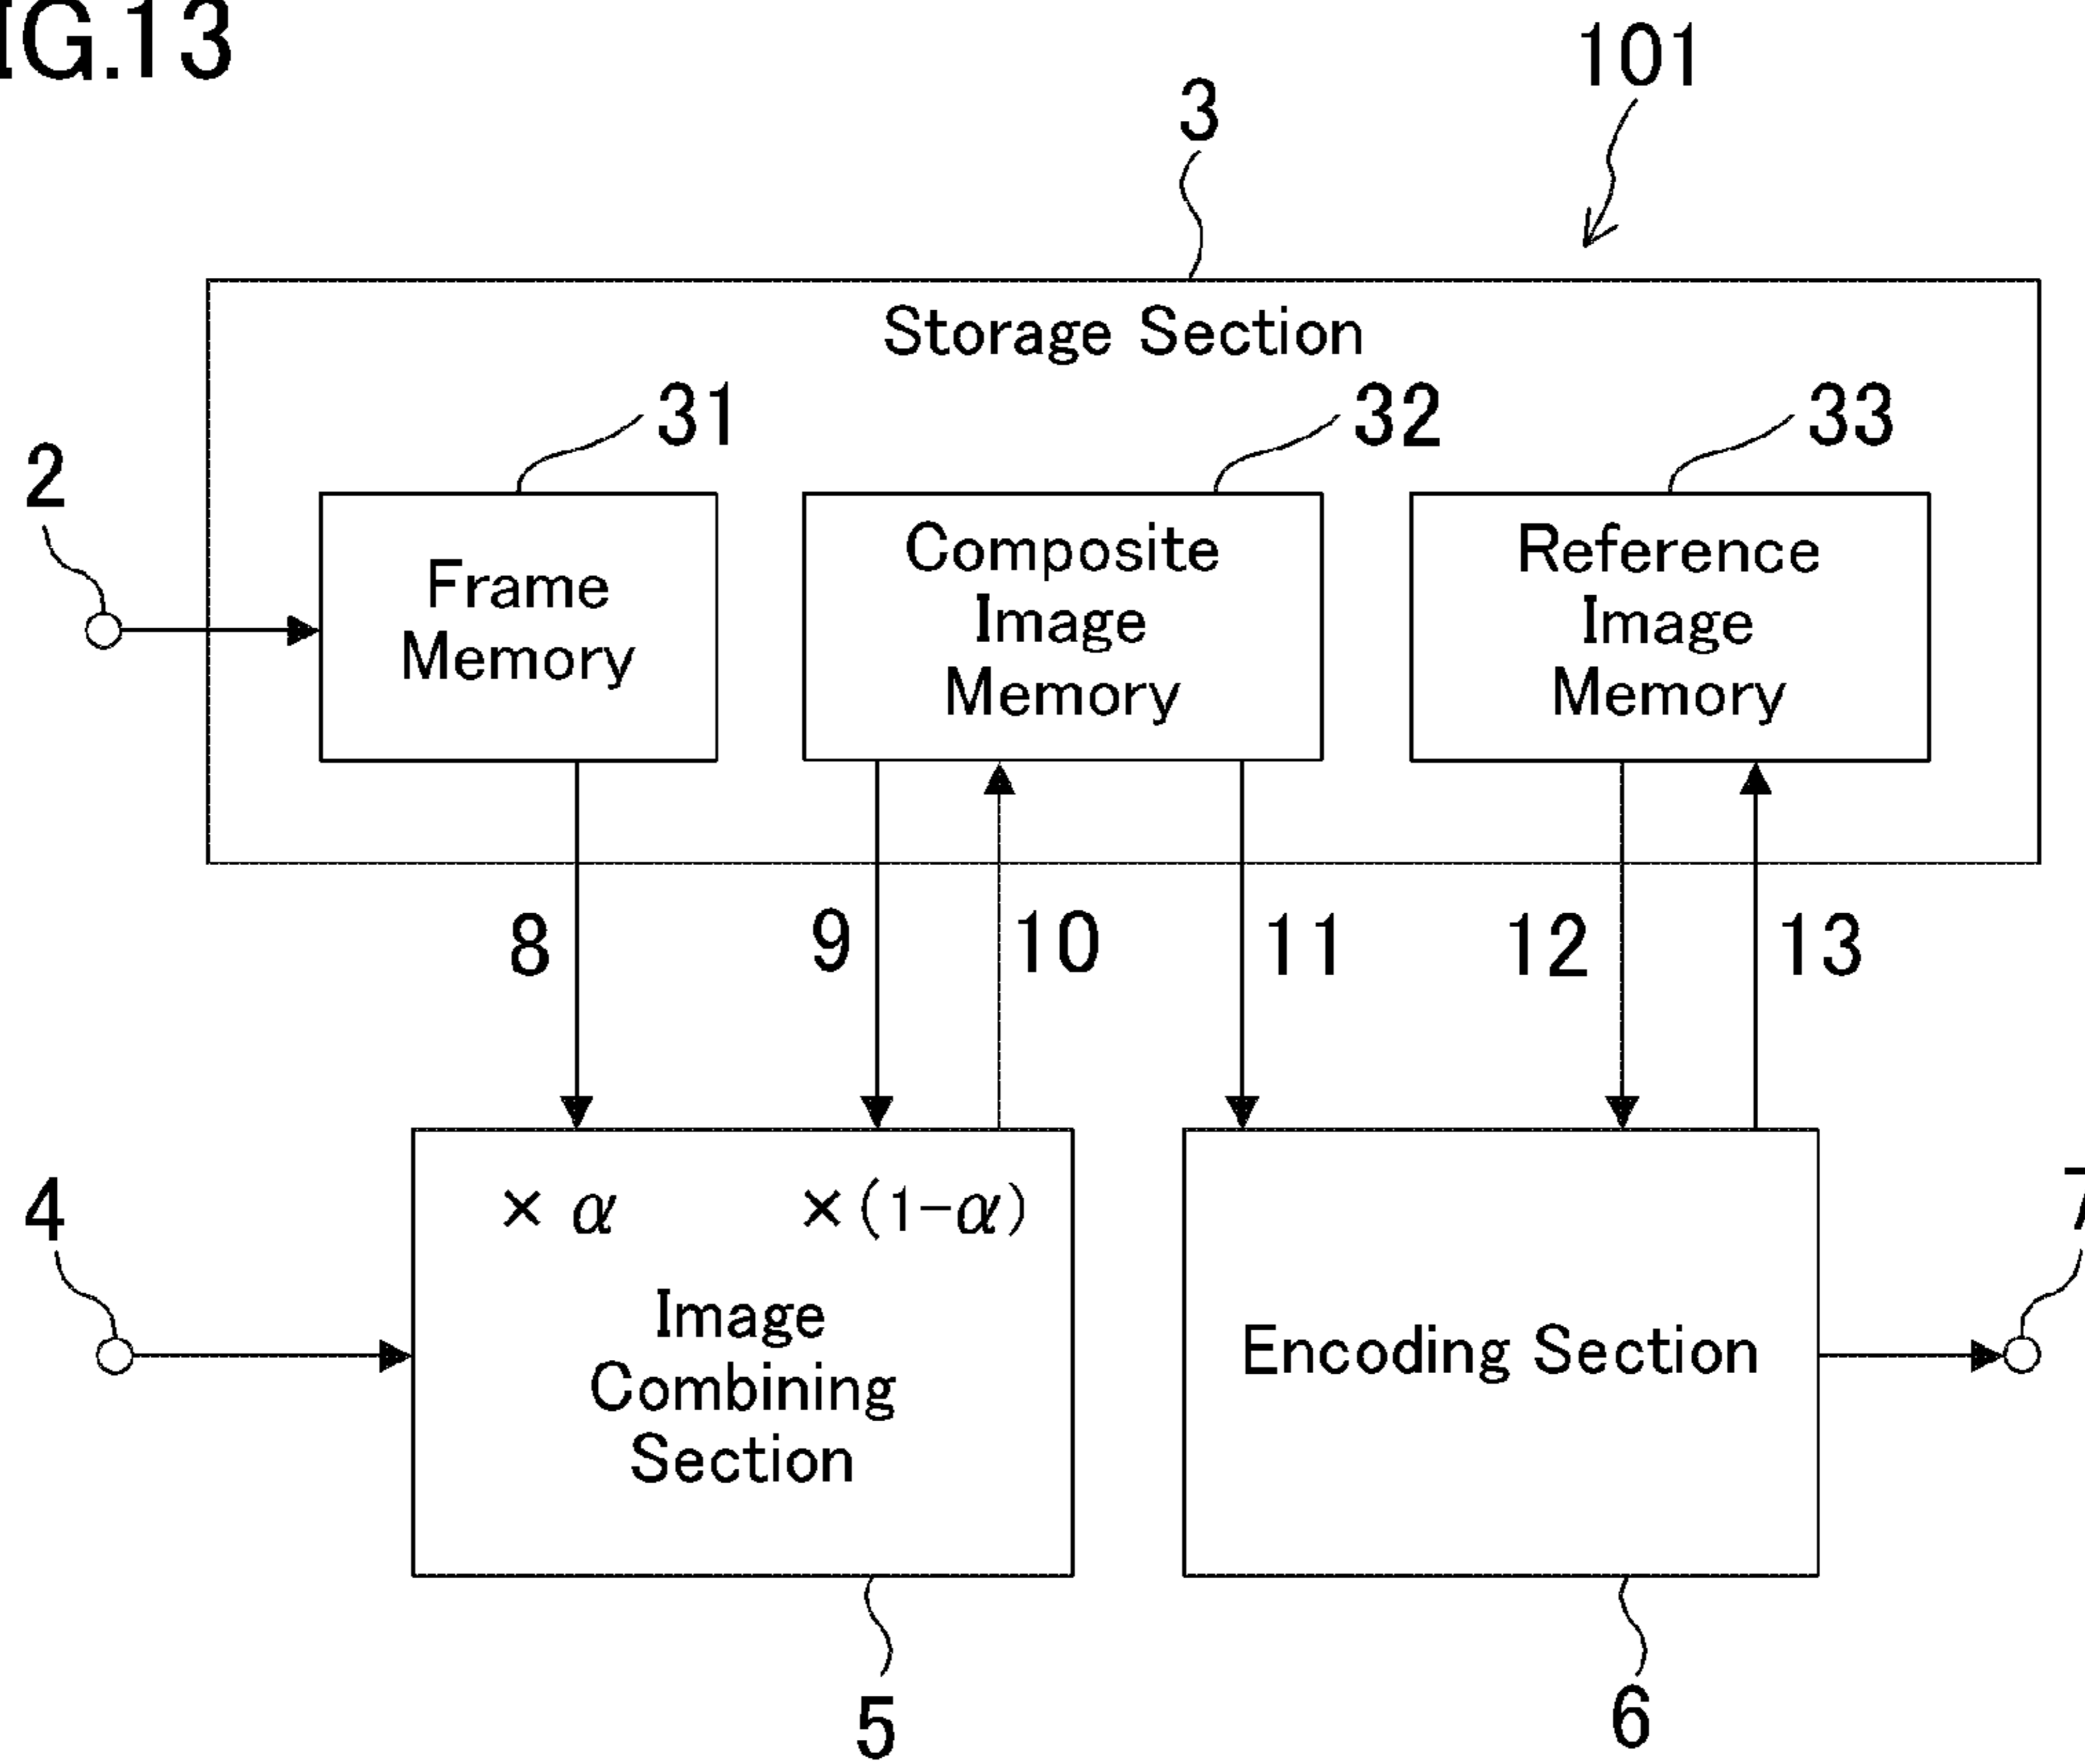 IG.13
101
3
Storage Section
31
32
33
2
Frame
Memory
Composite
Image
Memory
Reference
Image
Memory
8
9
10
11
12
13
4
× α
×(1-α)
7
Image
Combining
Section
Encoding Section
5
6